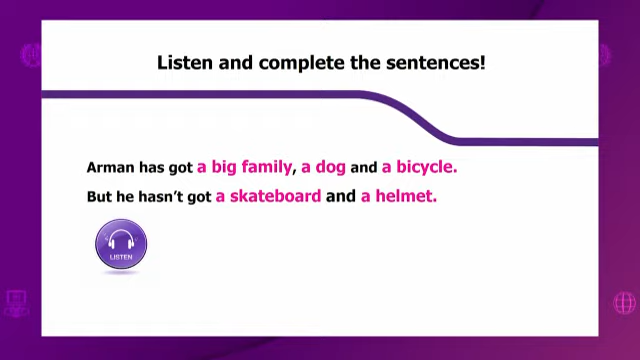 Listen and complete the sentences!
Arman has got a big family, a dog and a bicycle.
But he hasn’t got a skateboard and a helmet.
LISTEN